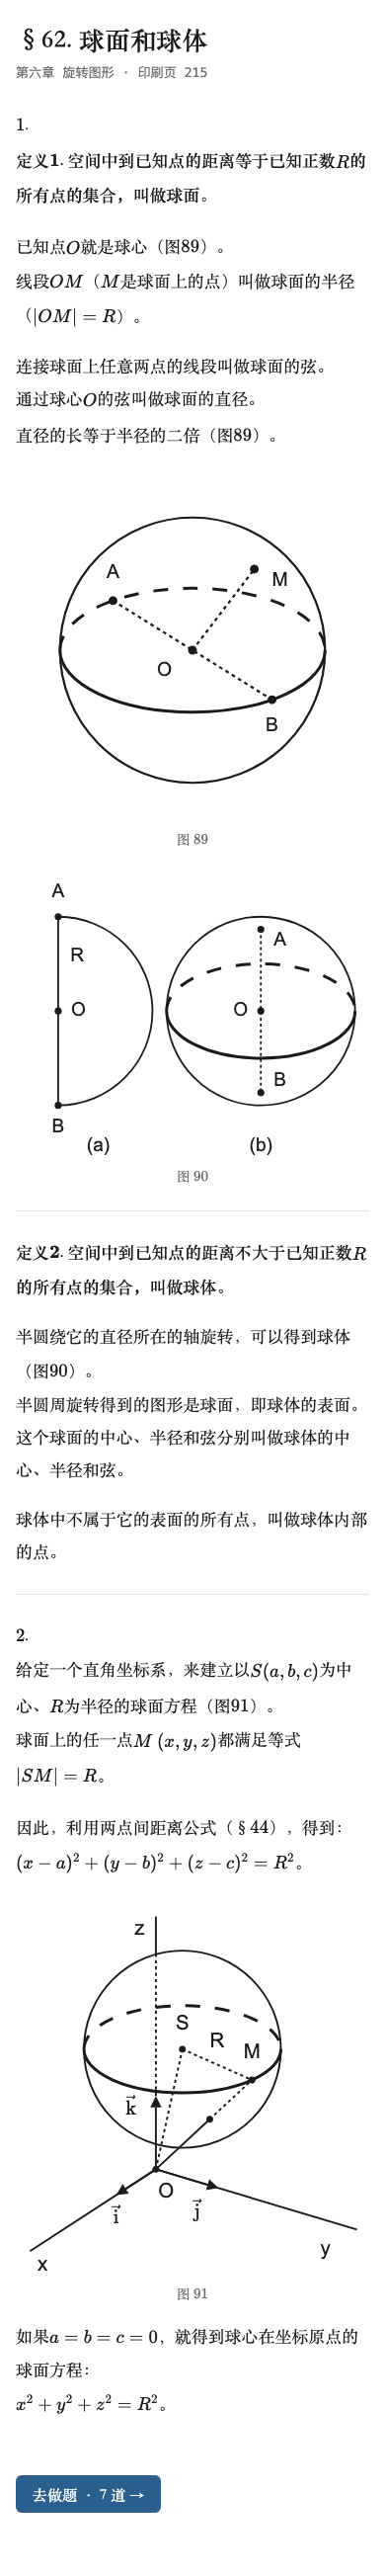 §62. 球面和球体
第六章 旋转图形 · 印刷页 215
1.
定义1. 空间中到已知点的距离等于已知正数R的
所有点的集合，叫做球面。
已知点O就是球心（图89）。
线段OM（M是球面上的点）叫做球面的半径
（|OM| = R）。
连接球面上任意两点的线段叫做球面的弦。
通过球心O的弦叫做球面的直径。
直径的长等于半径的二倍（图89）。
A
M
O
B
图 89
A
R
A
O
O
B
B
(a)
(b)
图 90
定义2. 空间中到已知点的距离不大于已知正数R
的所有点的集合，叫做球体。
半圆绕它的直径所在的轴旋转，可以得到球体
（图90）。
半圆周旋转得到的图形是球面，即球体的表面。
这个球面的中心、半径和弦分别叫做球体的中
心、半径和弦。
球体中不属于它的表面的所有点，叫做球体内部
的点。
2.
给定一个直角坐标系，来建立以S(a, b, c)为中
心、R为半径的球面方程（图91）。
球面上的任一点M (x, y, z)都满足等式
|SM| = R。
因此，利用两点间距离公式（§44），得到：
(x − a)² + (y − b)² + (z − c)² = R²。
z
S
R
M
k⃗
O
i⃗
j⃗
x
y
图 91
如果a = b = c = 0，就得到球心在坐标原点的
球面方程：
x² + y² + z² = R²。
去做题 · 7 道 →